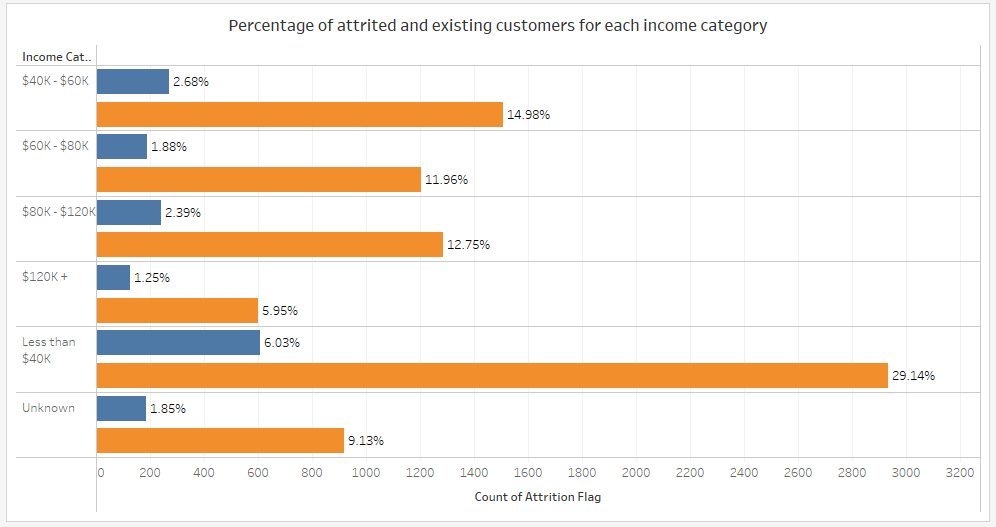 Percentage of attrited and existing customers for each income category
Income Cat..
$40K - $60K
2.68%
14.98%
$60K - $80K
1.88%
11.96%
$80K - $120K
2.39%
12.75%
$120K +
1.25%
5.95%
Less than
$40K
6.03%
29.14%
Unknown
1.85%
9.13%
0 200 400 600 800 1000 1200 1400 1600 1800 2000 2200 2400 2600 2800 3000 3200
Count of Attrition Flag